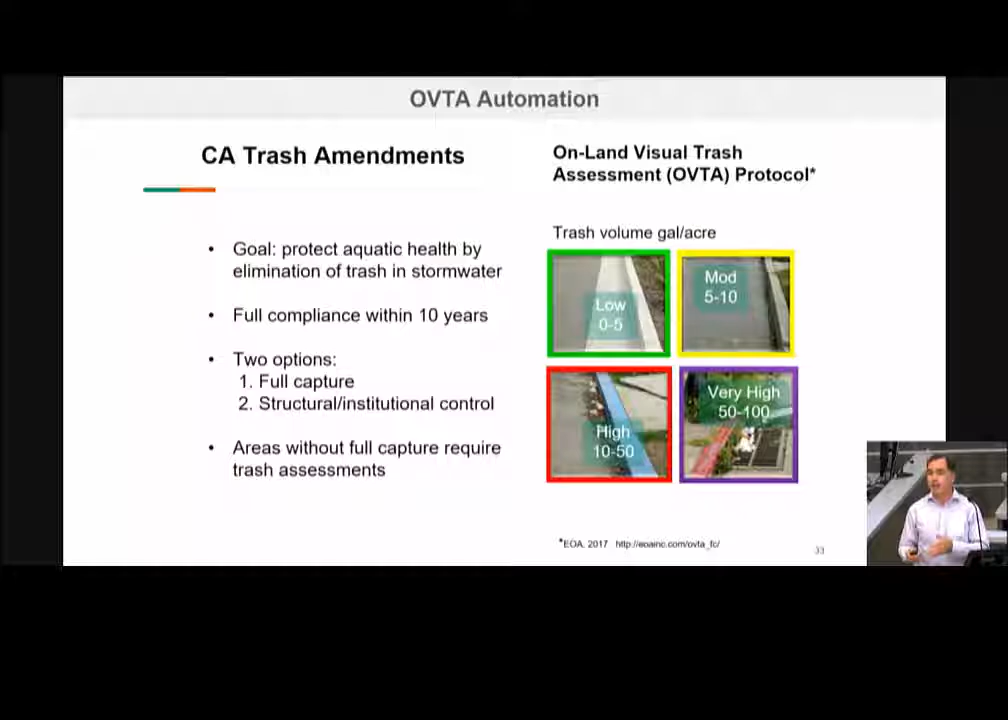 OVTA Automation
CA Trash Amendments
• Goal: protect aquatic health by
elimination of trash in stormwater
• Full compliance within 10 years
• Two options:
1. Full capture
2. Structural/institutional control
• Areas without full capture require
trash assessments
On-Land Visual Trash
Assessment (OVTA) Protocol*
Trash volume gal/acre
Low
0-5
Mod
5-10
High
10-50
Very High
50-100
*EOA, 2017 http://eoainc.com/ovta_fc/
33